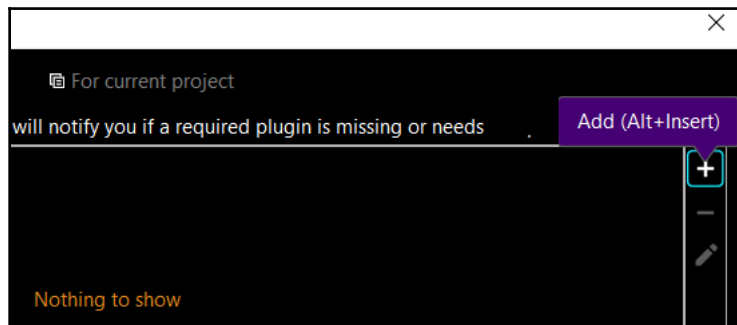 For current project
will notify you if a required plugin is missing or needs .
Add (Alt+Insert)
Nothing to show